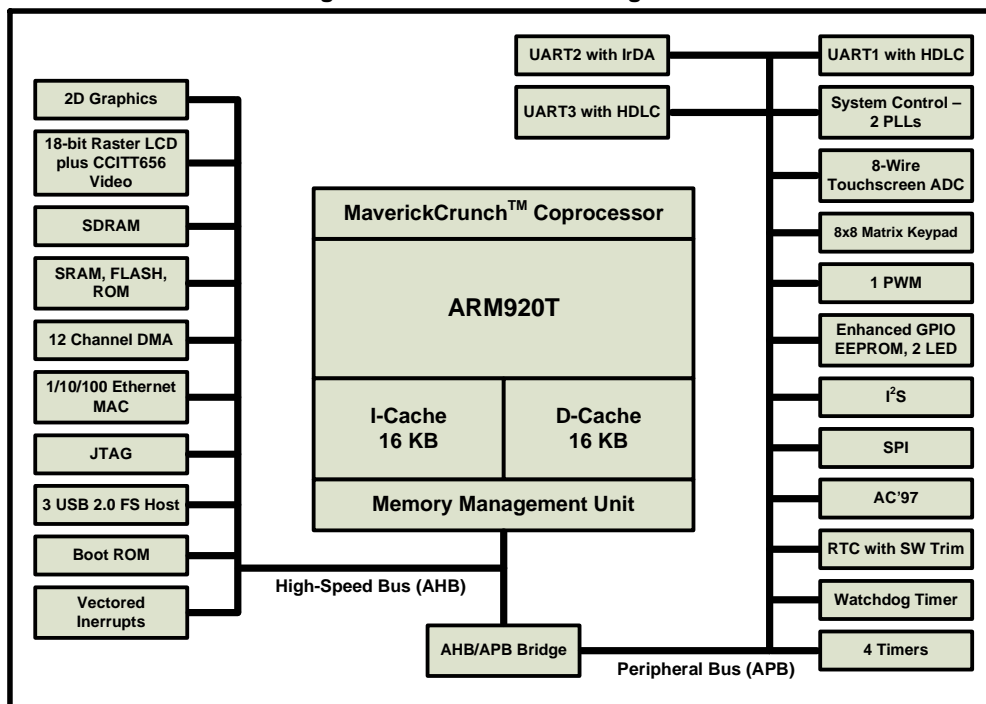 2D Graphics
18-bit Raster LCD
plus CCITT656
Video
SDRAM
SRAM, FLASH,
ROM
12 Channel DMA
1/10/100 Ethernet
MAC
JTAG
3 USB 2.0 FS Host
Boot ROM
Vectored
Inerrupts
High-Speed Bus (AHB)
MaverickCrunch™ Coprocessor
ARM920T
I-Cache
16 KB
D-Cache
16 KB
Memory Management Unit
AHB/APB Bridge
Peripheral Bus (APB)
UART2 with IrDA
UART3 with HDLC
UART1 with HDLC
System Control –
2 PLLs
8-Wire
Touchscreen ADC
8x8 Matrix Keypad
1 PWM
Enhanced GPIO
EEPROM, 2 LED
I²S
SPI
AC’97
RTC with SW Trim
Watchdog Timer
4 Timers